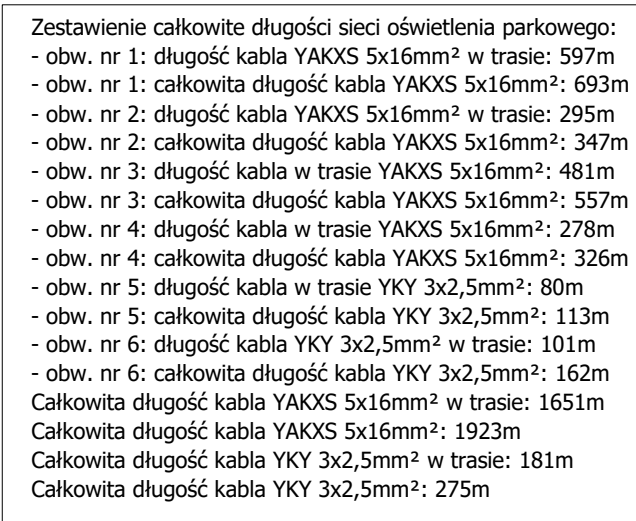 Zestawienie całkowite długości sieci oświetlenia parkowego:
- obw. nr 1: długość kabla YAKXS 5x16mm² w trasie: 597m
- obw. nr 1: całkowita długość kabla YAKXS 5x16mm²: 693m
- obw. nr 2: długość kabla YAKXS 5x16mm² w trasie: 295m
- obw. nr 2: całkowita długość kabla YAKXS 5x16mm²: 347m
- obw. nr 3: długość kabla w trasie YAKXS 5x16mm²: 481m
- obw. nr 3: całkowita długość kabla YAKXS 5x16mm²: 557m
- obw. nr 4: długość kabla w trasie YAKXS 5x16mm²: 278m
- obw. nr 4: całkowita długość kabla YAKXS 5x16mm²: 326m
- obw. nr 5: długość kabla w trasie YKY 3x2,5mm²: 80m
- obw. nr 5: całkowita długość kabla YKY 3x2,5mm²: 113m
- obw. nr 6: długość kabla YKY 3x2,5mm² w trasie: 101m
- obw. nr 6: całkowita długość kabla YKY 3x2,5mm²: 162m
Całkowita długość kabla YAKXS 5x16mm² w trasie: 1651m
Całkowita długość kabla YAKXS 5x16mm²: 1923m
Całkowita długość kabla YKY 3x2,5mm² w trasie: 181m
Całkowita długość kabla YKY 3x2,5mm²: 275m